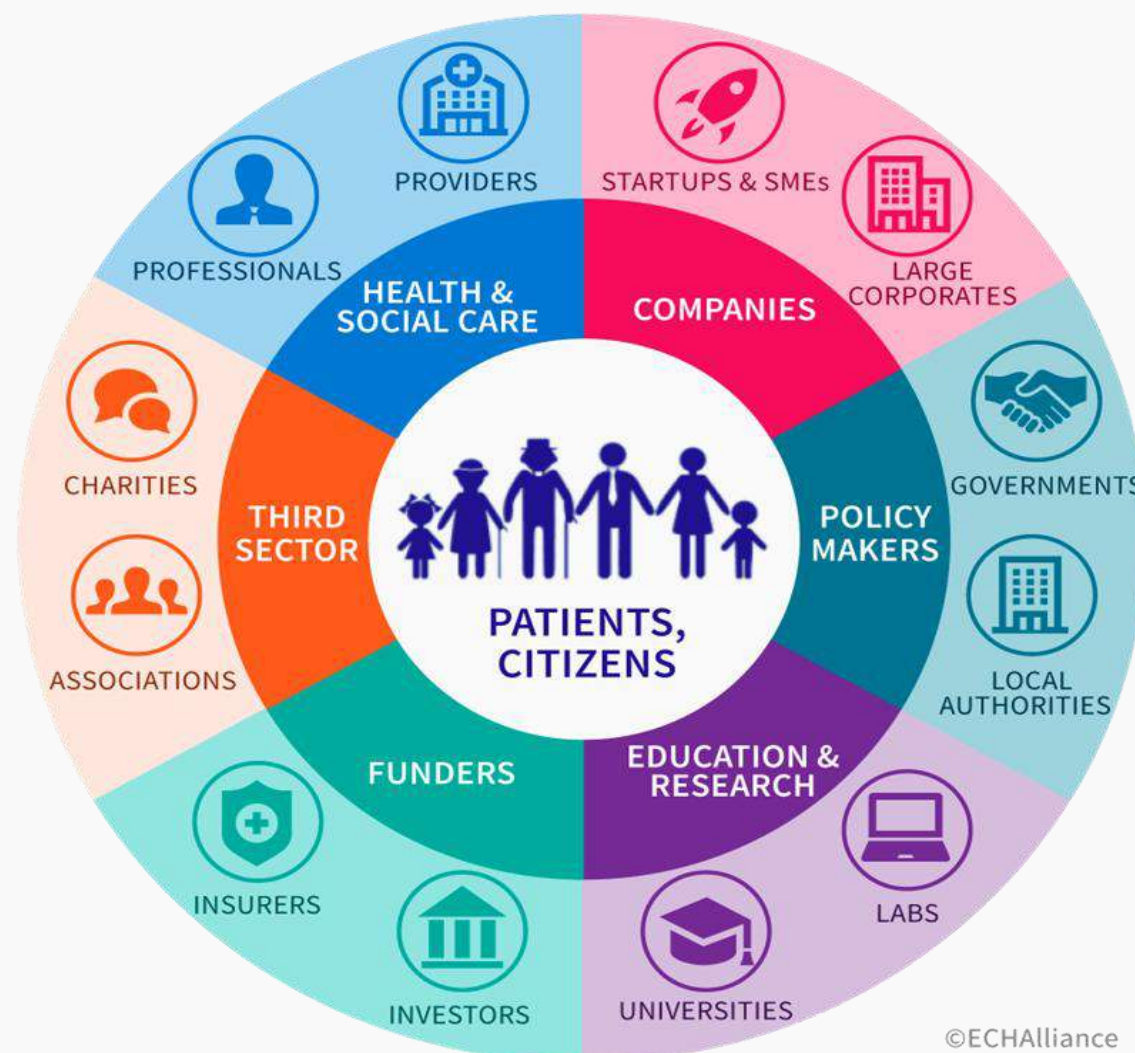 PROVIDERS
STARTUPS & SMEs
PROFESSIONALS
LARGE
CORPORATES
HEALTH &
SOCIAL CARE
COMPANIES
CHARITIES
GOVERNMENTS
THIRD
SECTOR
POLICY
MAKERS
PATIENTS,
CITIZENS
ASSOCIATIONS
LOCAL
AUTHORITIES
FUNDERS
EDUCATION &
RESEARCH
INSURERS
LABS
INVESTORS
UNIVERSITIES
©ECHAlliance